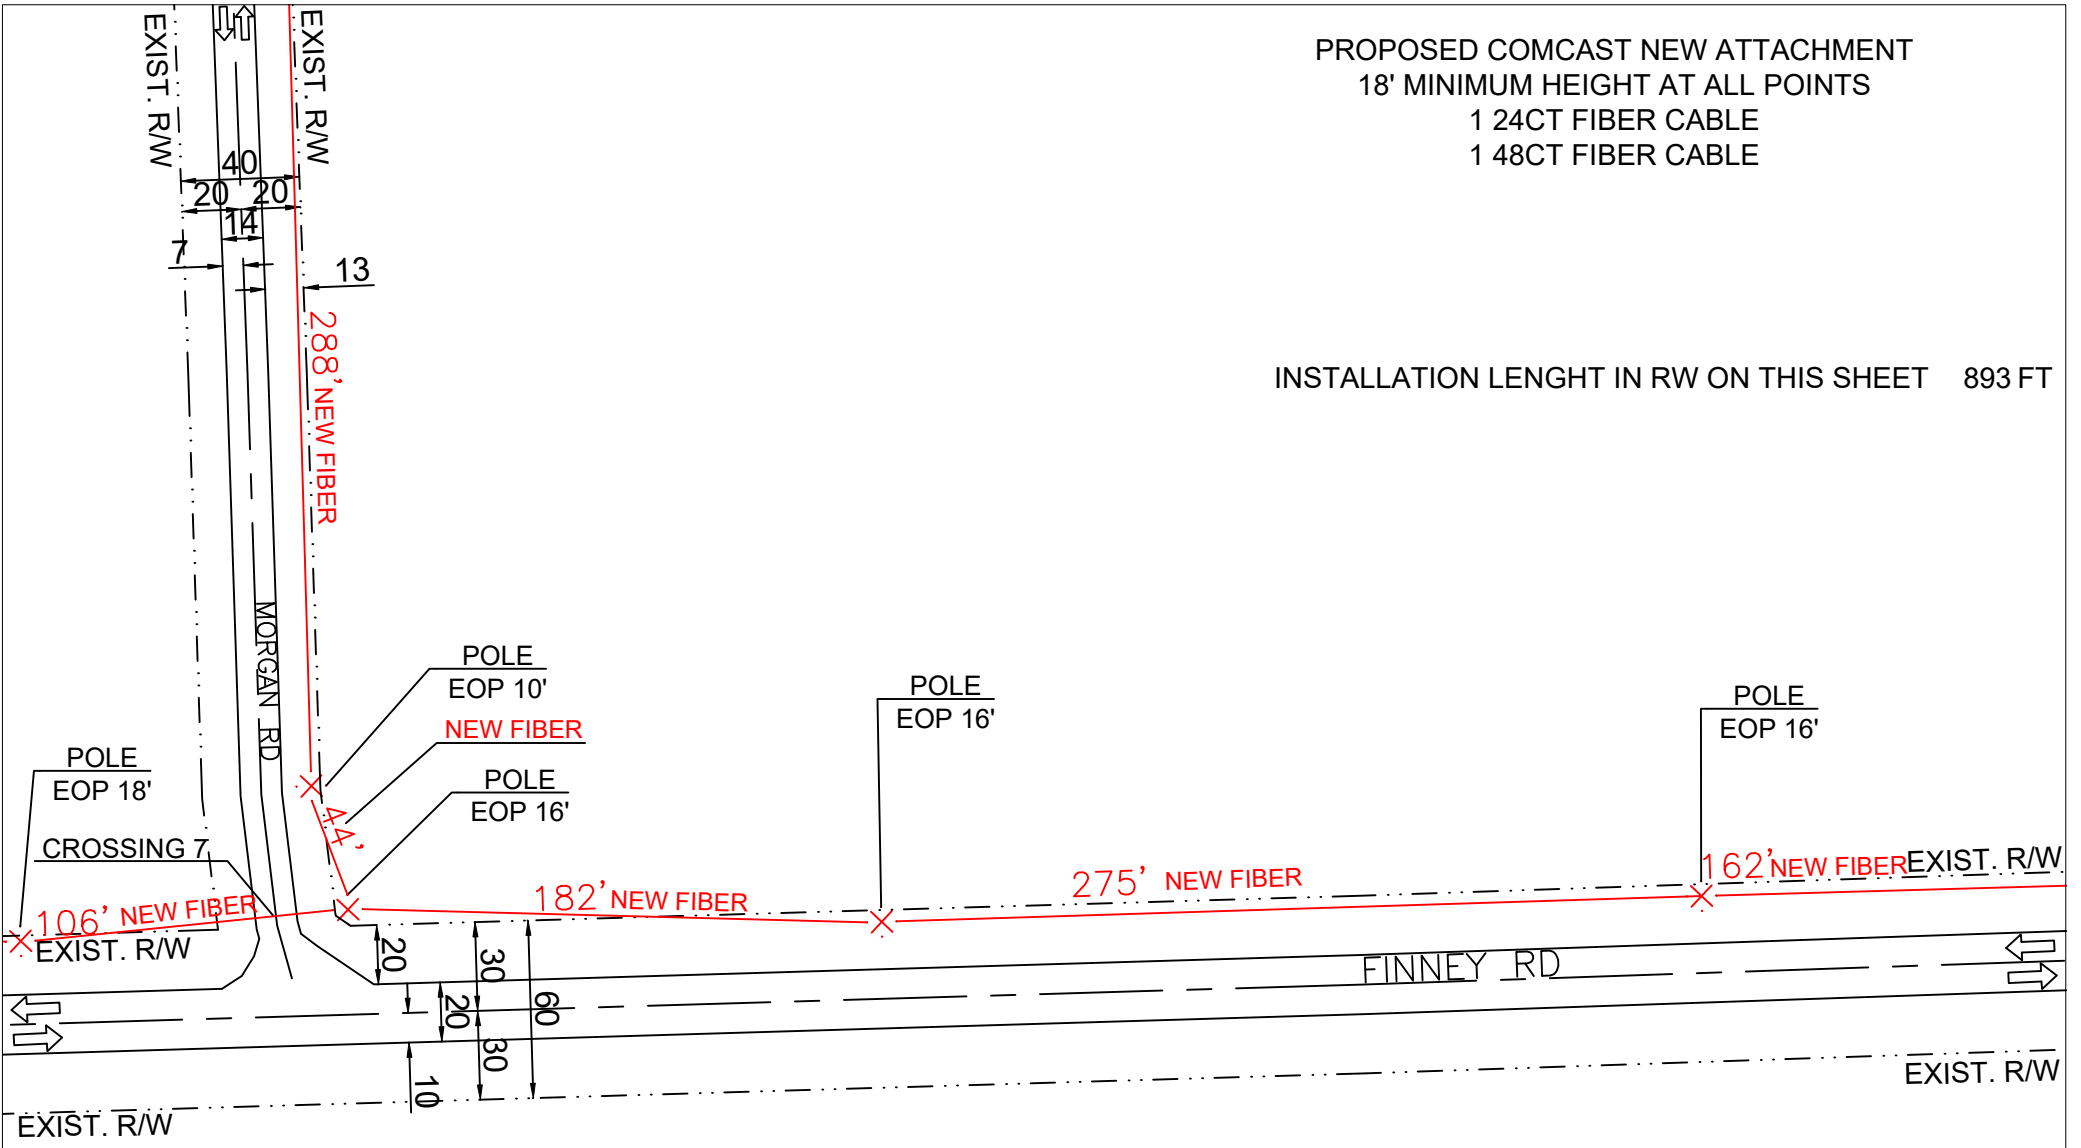 PROPOSED COMCAST NEW ATTACHMENT
18' MINIMUM HEIGHT AT ALL POINTS
1 24CT FIBER CABLE
1 48CT FIBER CABLE
EXIST. R/W
EXIST. R/W
40
20 20
14
7
13
INSTALLATION LENGHT IN RW ON THIS SHEET 893 FT
288' NEW FIBER
MORGAN RD
POLE
EOP 10'
NEW FIBER
POLE
EOP 16'
POLE
EOP 16'
POLE
EOP 16'
POLE
EOP 18'
CROSSING 7
44'
106' NEW FIBER
182' NEW FIBER
275' NEW FIBER
162' NEW FIBER
EXIST. R/W
EXIST. R/W
20
30
20
60
30
10
FINNEY RD
EXIST. R/W
EXIST. R/W